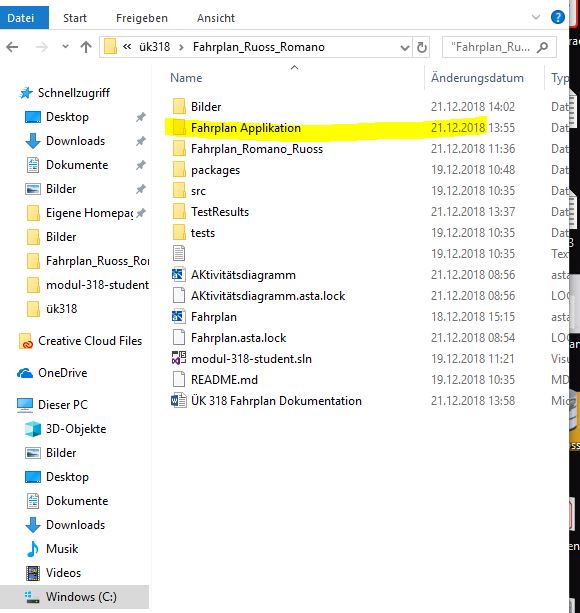 Datei Start Freigeben Ansicht
« ük318 › Fahrplan_Ruoss_Romano "Fahrplan_Ru...
Name Änderungsdatum Typ
Schnellzugriff
Desktop
Downloads
Dokumente
Bilder
Eigene Homepag
Bilder
Fahrplan_Ruoss_Ror
modul-318-student
ük318
Creative Cloud Files
OneDrive
Dieser PC
3D-Objekte
Bilder
Desktop
Dokumente
Downloads
Musik
Videos
Windows (C:)
Bilder 21.12.2018 14:02 Dat
Fahrplan Applikation 21.12.2018 13:55 Dat
Fahrplan_Romano_Ruoss 21.12.2018 11:36 Dat
packages 19.12.2018 10:48 Dat
src 19.12.2018 10:35 Dat
TestResults 21.12.2018 13:37 Dat
tests 19.12.2018 10:35 Dat
19.12.2018 10:35 Tex
AKtivitätsdiagramm 21.12.2018 08:56 asta
AKtivitätsdiagramm.asta.lock 21.12.2018 08:56 LOC
Fahrplan 18.12.2018 15:15 asta
Fahrplan.asta.lock 21.12.2018 08:54 LOC
modul-318-student.sln 19.12.2018 11:21 Visu
README.md 19.12.2018 10:35 MD
ÜK 318 Fahrplan Dokumentation 21.12.2018 13:58 Mic